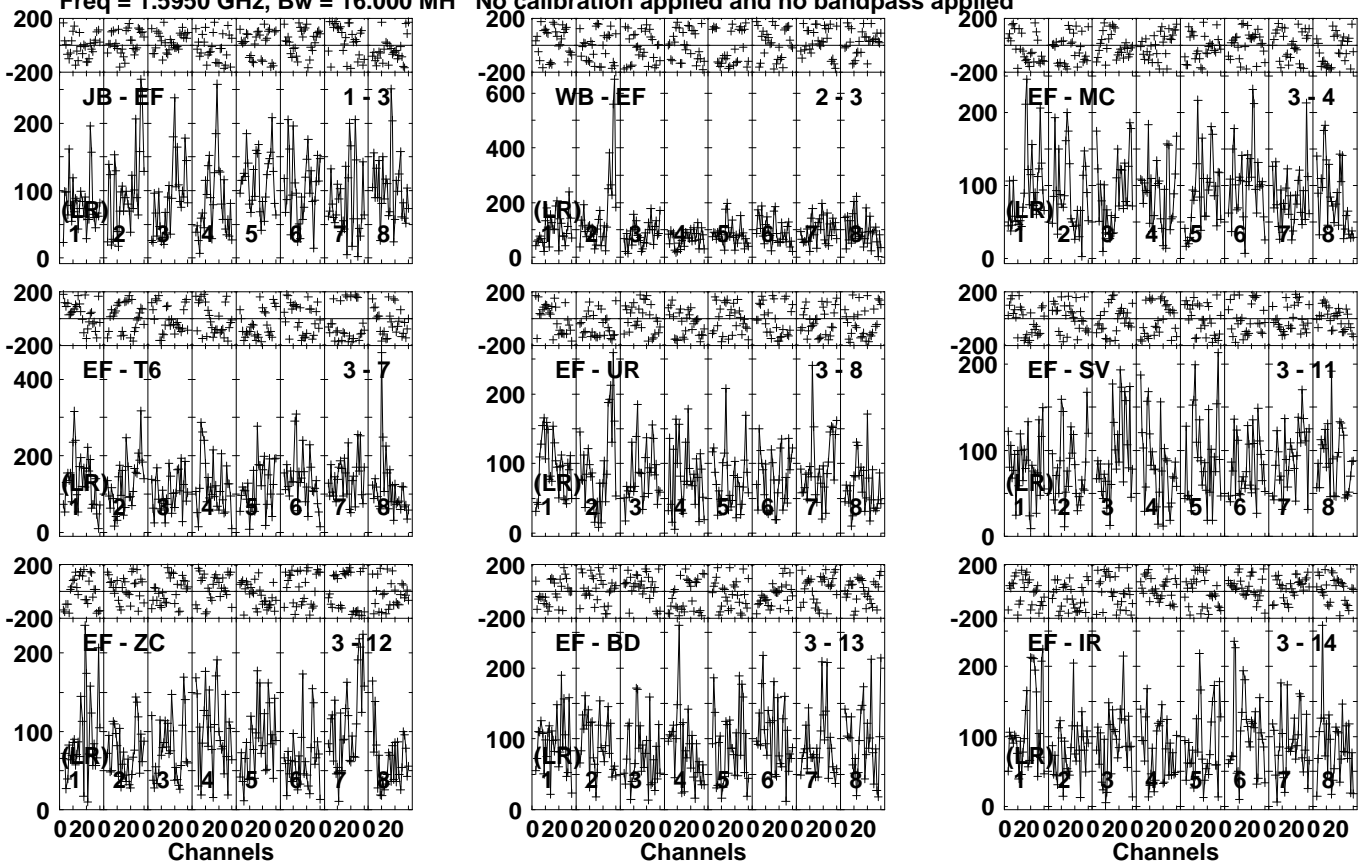 Freq = 1.5950 GHz, Bw = 16.000 MH No calibration applied and no bandpass applied
200 200 200
-200 -200 -200
JB - EF 1 - 3 WB - EF 2 - 3 EF - MC 3 - 4
600
200 200
400
100 200 100
(LR) (LR) (LR)
1 2 3 4 5 6 7 8 1 2 3 4 5 6 7 8 1 2 3 4 5 6 7 8
0 0 0
200 200 200
-200 -200 -200
EF - T6 3 - 7 EF - UR 3 - 8 EF - SV 3 - 11
400 200
200
200 100 100
(LR) (LR) (LR)
1 2 3 4 5 6 7 8 1 2 3 4 5 6 7 8 1 2 3 4 5 6 7 8
0 0 0
200 200 200
-200 -200 -200
EF - ZC 3 - 12 EF - BD 3 - 13 EF - IR 3 - 14
200 200 200
100 100 100
(LR) (LR) (LR)
1 2 3 4 5 6 7 8 1 2 3 4 5 6 7 8 1 2 3 4 5 6 7 8
0 0 0
0 20 0 20 0 20 0 20 0 20 0 20 0 20 0 20 0 20 0 20 0 20 0 20 0 20 0 20 0 20 0 20 0 20 0 20 0 20 0 20 0 20 0 20 0 20 0 20
Channels Channels Channels